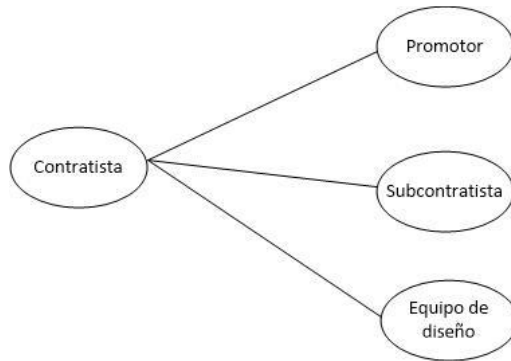 Promotor
Contratista
Subcontratista
Equipo de
diseño